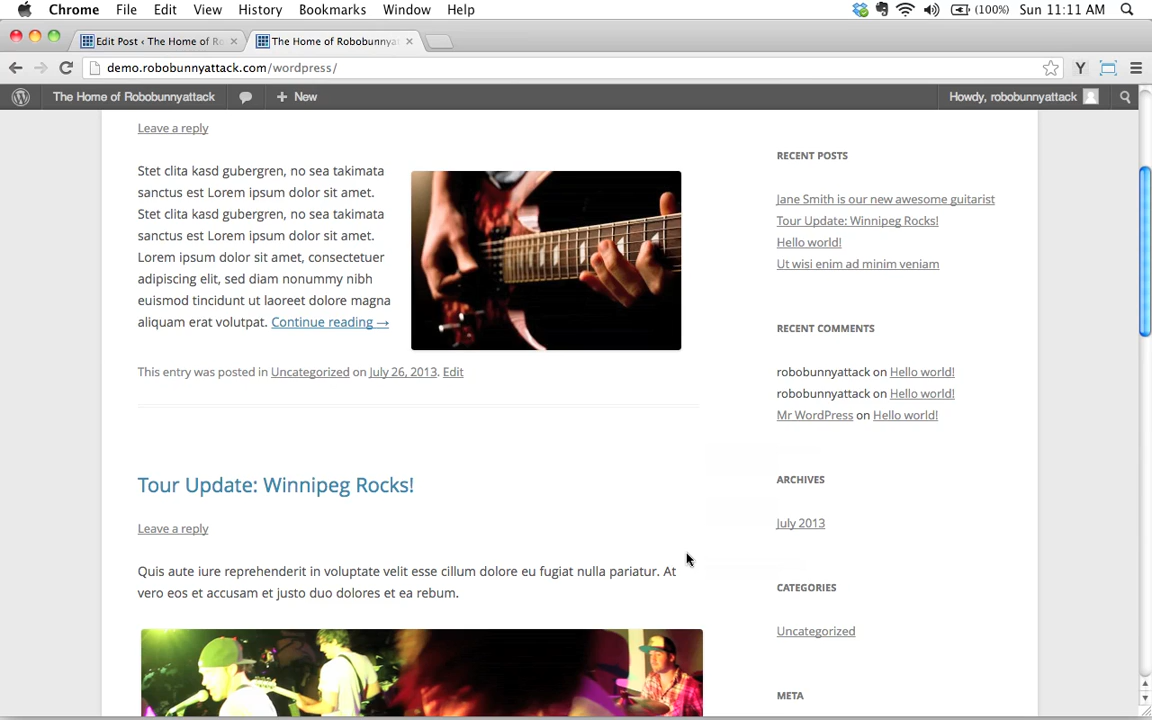 Chrome File Edit View History Bookmarks Window Help (100%) Sun 11:11 AM
Edit Post ‹ The Home of Ro
The Home of Robobunnyat
demo.robobunnyattack.com/wordpress/
The Home of Robobunnyattack + New Howdy, robobunnyattack
Leave a reply
Stet clita kasd gubergren, no sea takimata
sanctus est Lorem ipsum dolor sit amet.
Stet clita kasd gubergren, no sea takimata
sanctus est Lorem ipsum dolor sit amet.
Lorem ipsum dolor sit amet, consectetuer
adipiscing elit, sed diam nonummy nibh
euismod tincidunt ut laoreet dolore magna
aliquam erat volutpat. Continue reading →
This entry was posted in Uncategorized on July 26, 2013. Edit
Tour Update: Winnipeg Rocks!
Leave a reply
Quis aute iure reprehenderit in voluptate velit esse cillum dolore eu fugiat nulla pariatur. At
vero eos et accusam et justo duo dolores et ea rebum.
RECENT POSTS
Jane Smith is our new awesome guitarist
Tour Update: Winnipeg Rocks!
Hello world!
Ut wisi enim ad minim veniam
RECENT COMMENTS
robobunnyattack on Hello world!
robobunnyattack on Hello world!
Mr WordPress on Hello world!
ARCHIVES
July 2013
CATEGORIES
Uncategorized
META